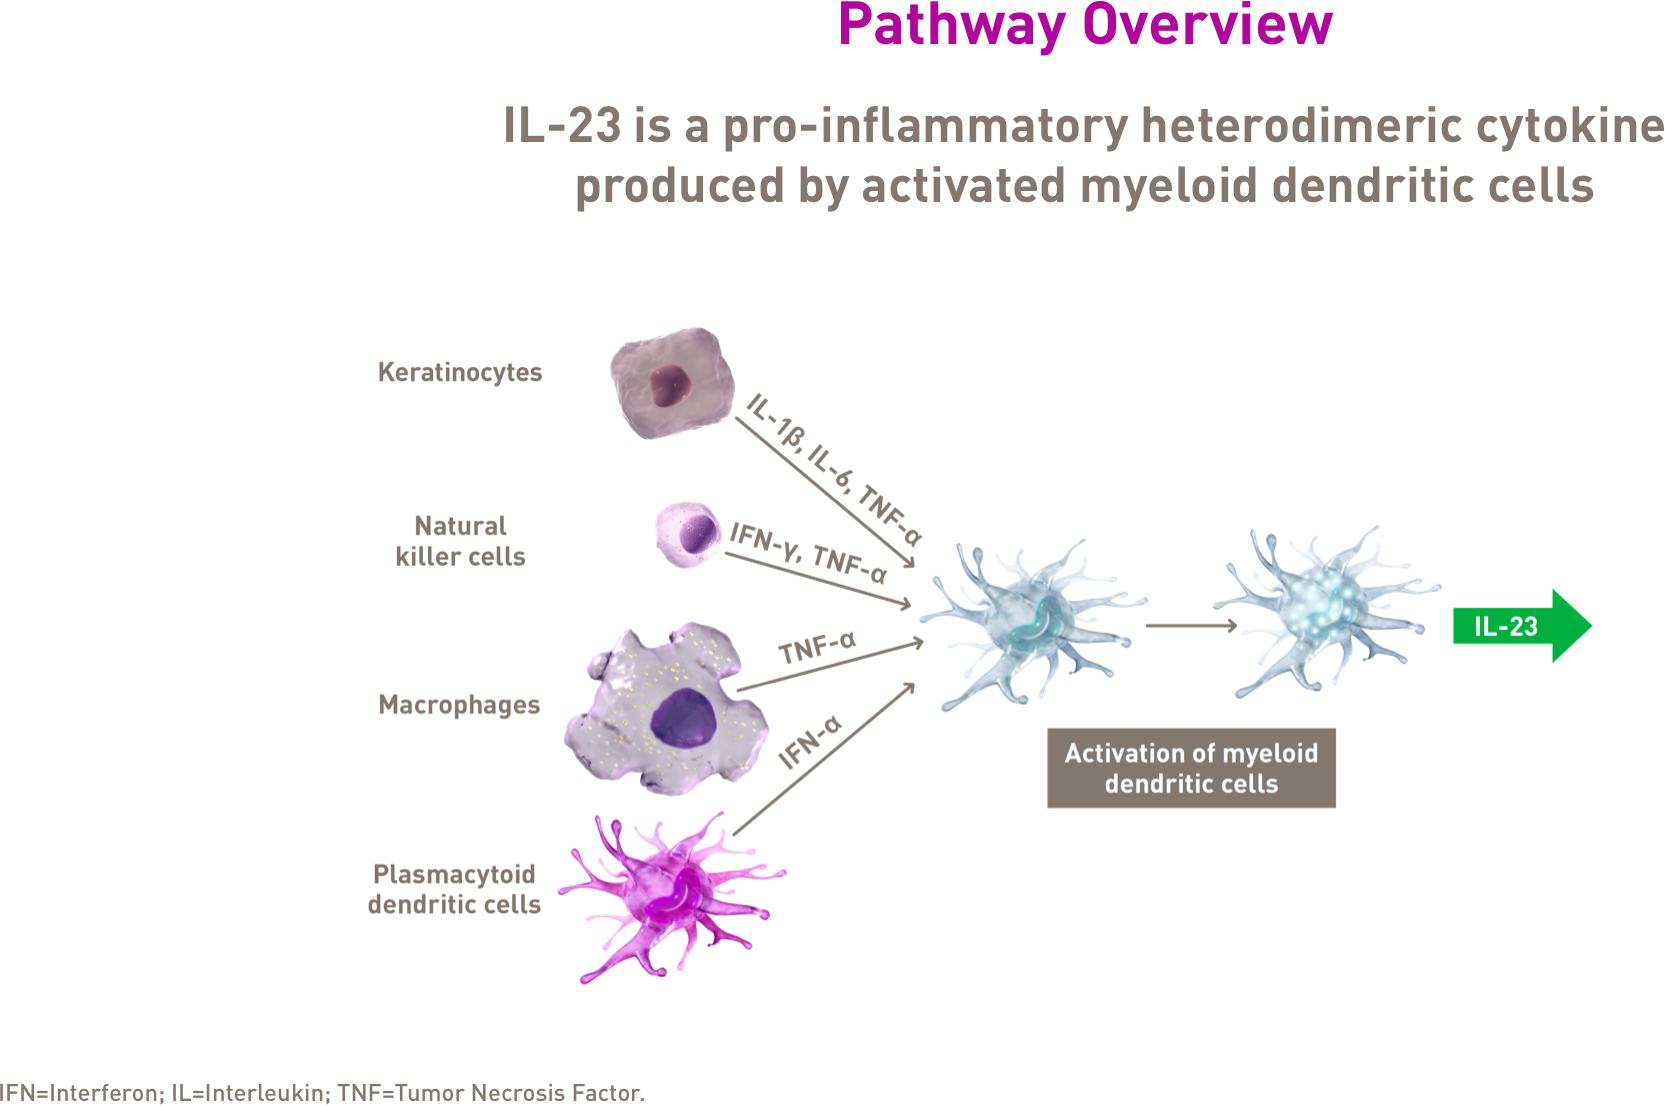 Pathway Overview
IL-23 is a pro-inflammatory heterodimeric cytokine
produced by activated myeloid dendritic cells
Keratinocytes
IL-1β, IL-6, TNF-α
Natural
killer cells
IFN-γ, TNF-α
Macrophages
TNF-α
Plasmacytoid
dendritic cells
IFN-α
IL-23
Activation of myeloid
dendritic cells
IFN=Interferon; IL=Interleukin; TNF=Tumor Necrosis Factor.